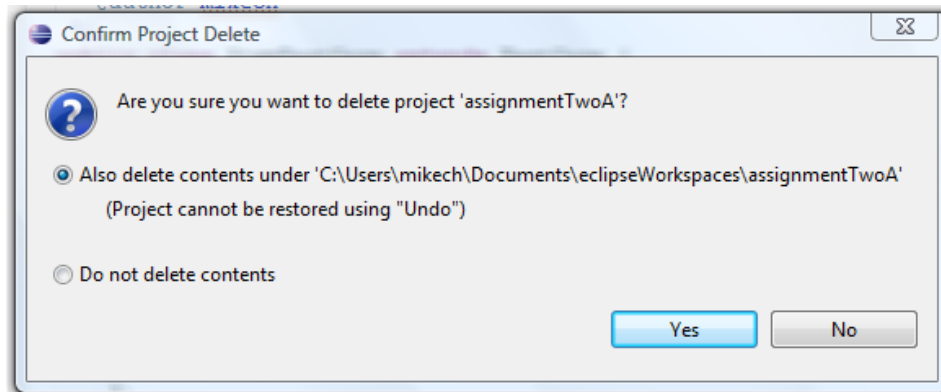 Confirm Project Delete
Are you sure you want to delete project 'assignmentTwoA'?
Also delete contents under 'C:\Users\mikech\Documents\eclipseWorkspaces\assignmentTwoA'
(Project cannot be restored using "Undo")
Do not delete contents
Yes No